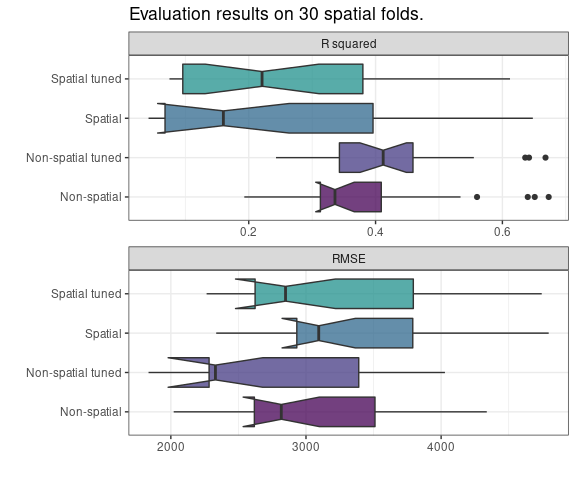 Evaluation results on 30 spatial folds.
R squared
Spatial tuned
Spatial
Non-spatial tuned
Non-spatial
0.2 0.4 0.6
RMSE
Spatial tuned
Spatial
Non-spatial tuned
Non-spatial
2000 3000 4000